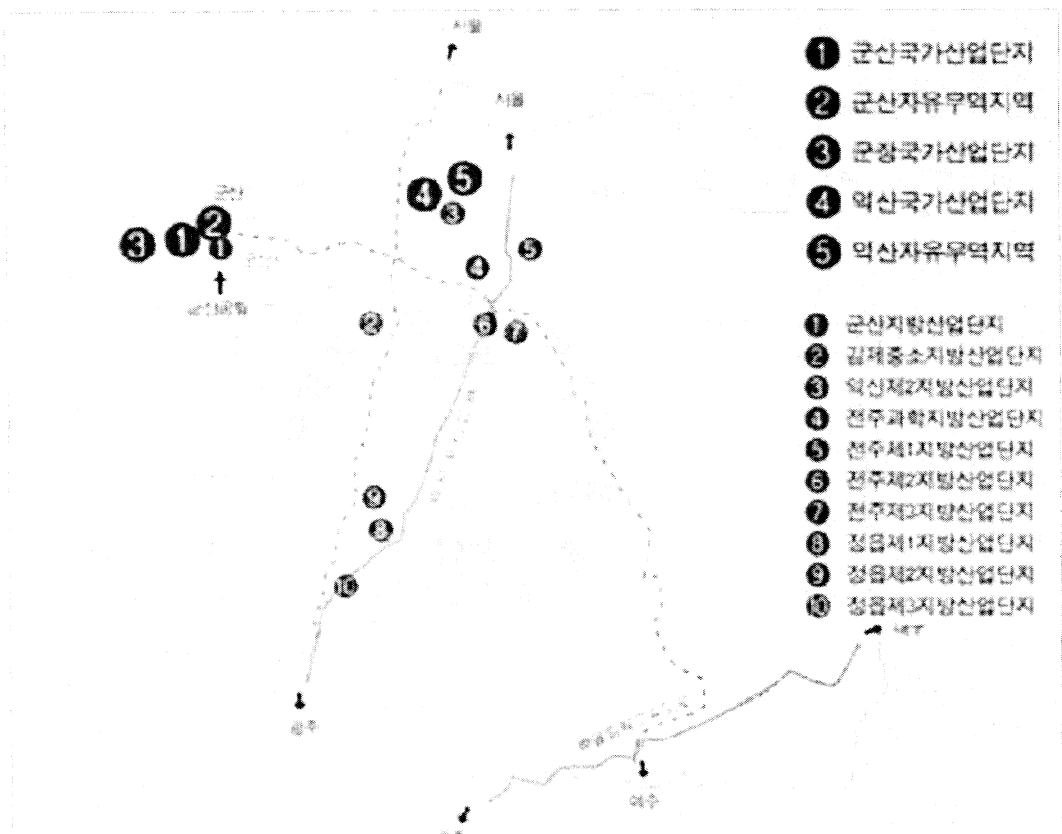 서울
서울
군산
광주
여수
❶ 군산국가산업단지
❷ 군산자유무역지역
❸ 군장국가산업단지
❹ 익산국가산업단지
❺ 익산자유무역지역
❶ 군산지방산업단지
❷ 김제중소지방산업단지
❸ 익산제2지방산업단지
❹ 전주과학지방산업단지
❺ 전주제1지방산업단지
❻ 전주제2지방산업단지
❼ 전주제3지방산업단지
❽ 정읍제1지방산업단지
❾ 정읍제2지방산업단지
❿ 정읍제3지방산업단지